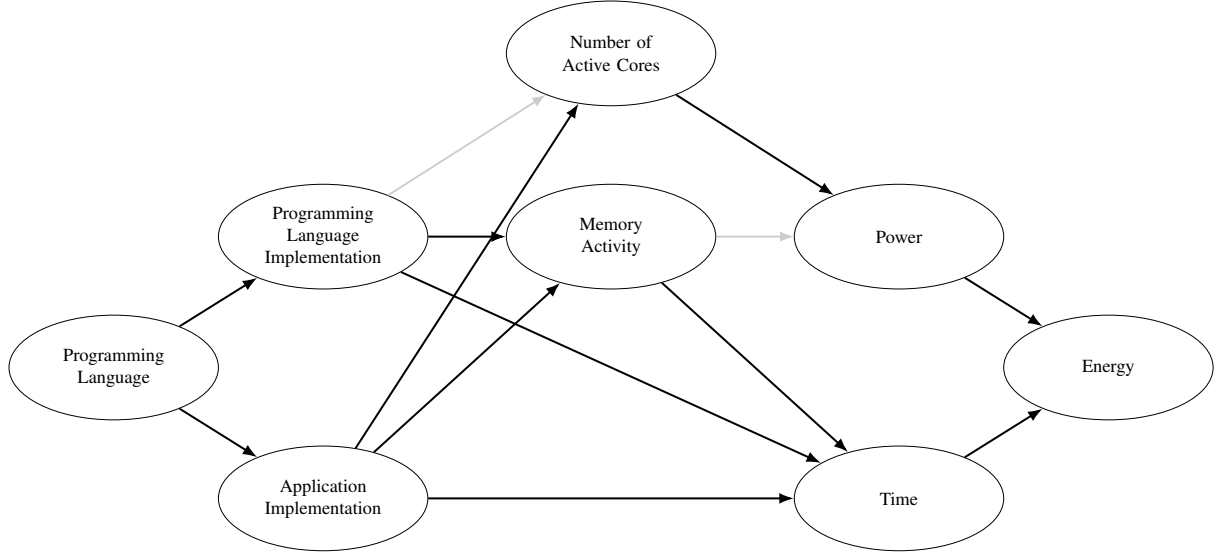 Number of
Active Cores
Programming
Language
Implementation
Memory
Activity
Power
Programming
Language
Energy
Application
Implementation
Time